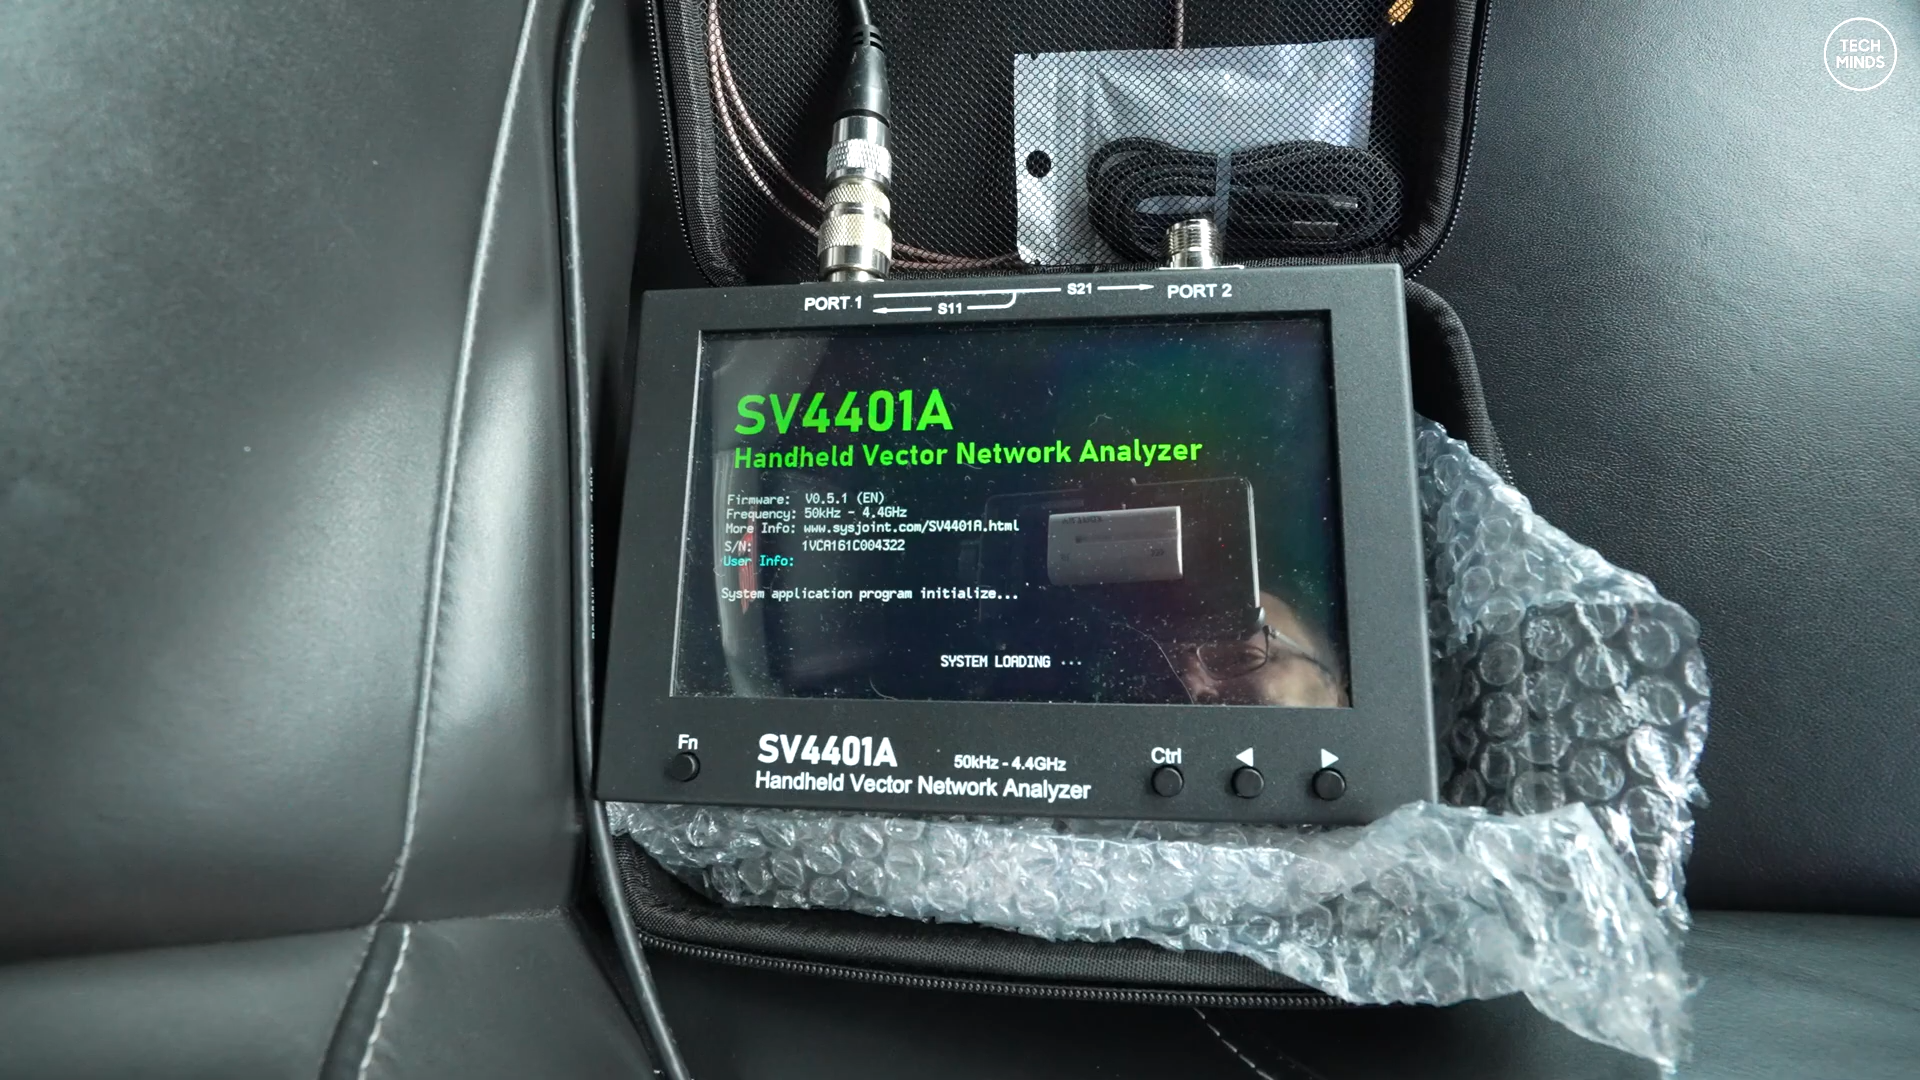 TECH
MINDS
PORT 1
S11
S21
PORT 2
SV4401A
Handheld Vector Network Analyzer
Firmware: V0.5.1 (EN)
Frequency: 50kHz - 4.4GHz
More Info: www.sysjoint.com/SV4401A.html
S/N: 1VCA161C004322
User Info:
System application program initialize...
SYSTEM LOADING ...
Fn
SV4401A
50kHz - 4.4GHz
Handheld Vector Network Analyzer
Ctrl